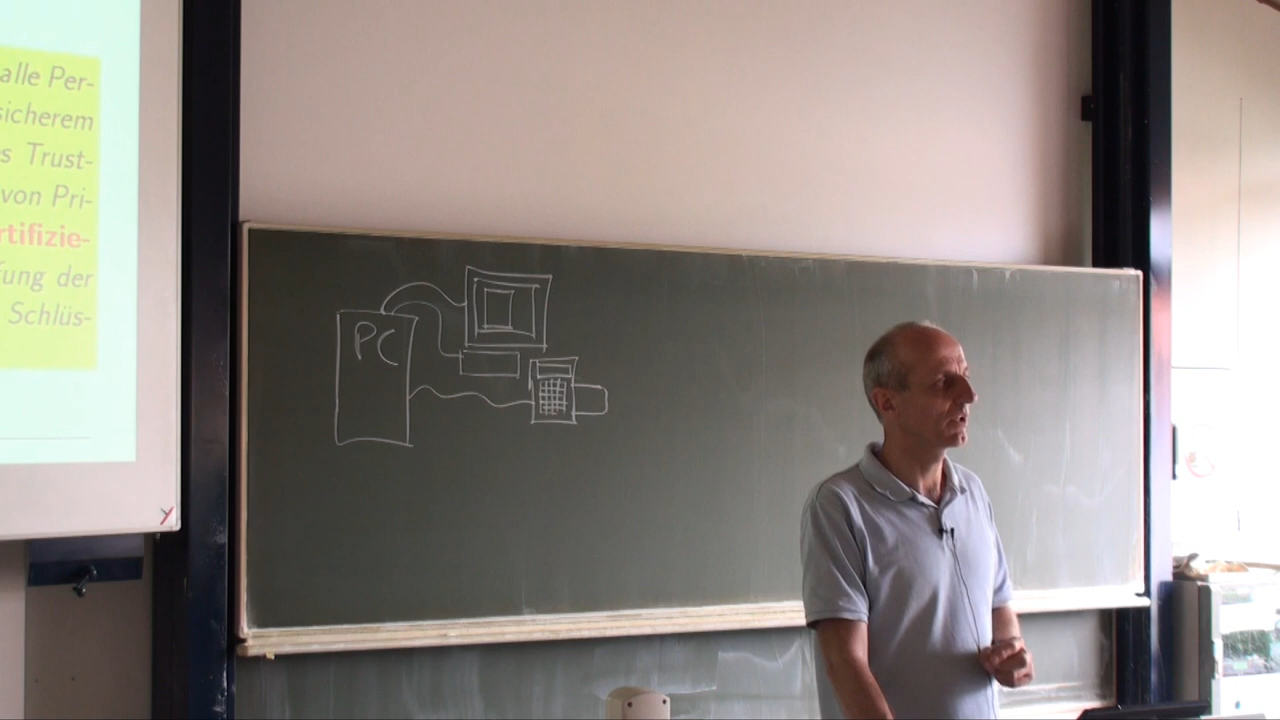 alle Per-
sicherem
s Trust-
von Pri-
rtifizie-
fung der
Schlüs-
PC